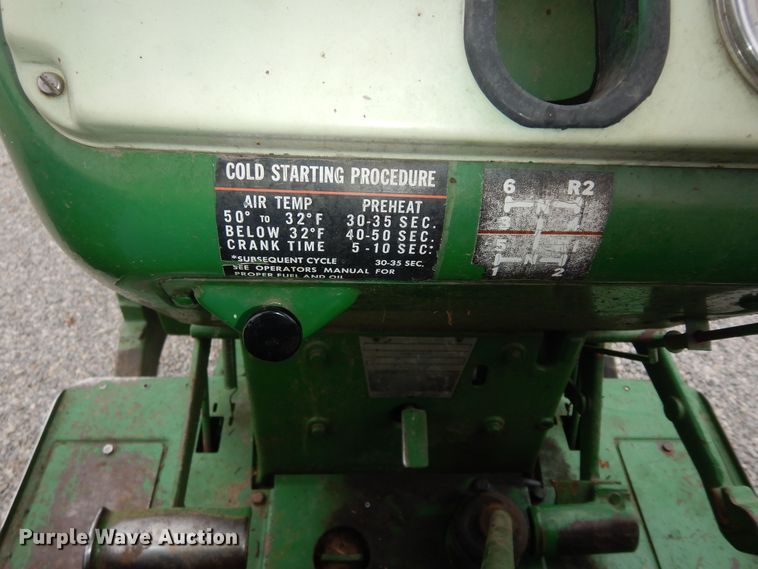 COLD STARTING PROCEDURE
AIR TEMP PREHEAT
50° TO 32°F 30-35 SEC.
BELOW 32°F 40-50 SEC.
CRANK TIME 5-10 SEC.
*SUBSEQUENT CYCLE 30-35 SEC.
SEE OPERATORS MANUAL FOR
PROPER FUEL AND OIL
6 R2
N
5
N
1 2
Purple Wave Auction